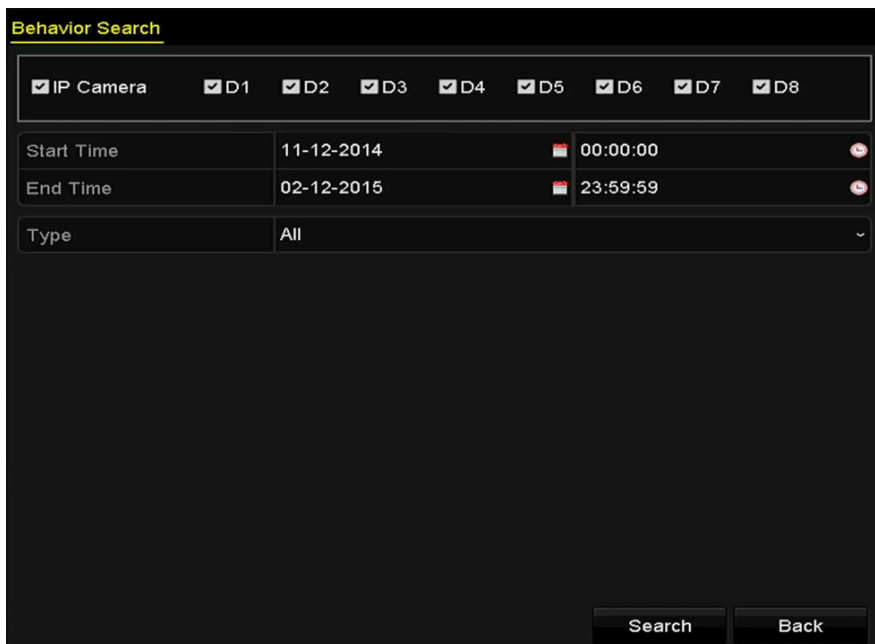 Behavior Search
IP Camera D1 D2 D3 D4 D5 D6 D7 D8
Start Time 11-12-2014 00:00:00
End Time 02-12-2015 23:59:59
Type All
Search Back